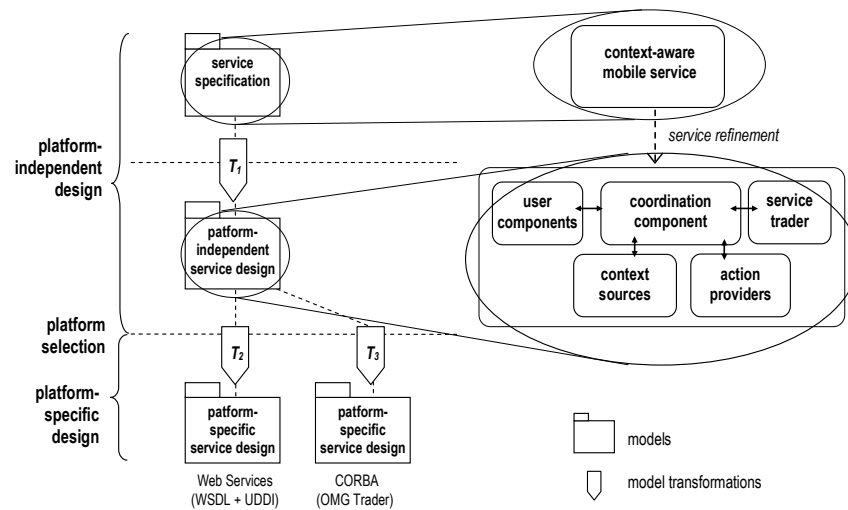 service
specification
context-aware
mobile service
service refinement
platform-
independent
design
T1
user
components
coordination
component
service
trader
context
sources
action
providers
patform-
independent
service design
platform
selection
T2
T3
platform-
specific
design
patform-
specific
service design
patform-
specific
service design
Web Services
(WSDL + UDDI)
CORBA
(OMG Trader)
models
model transformations